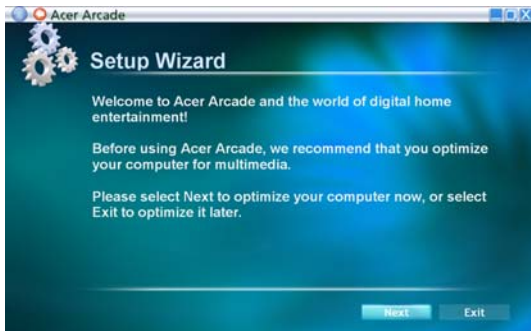 Acer Arcade
Setup Wizard
Welcome to Acer Arcade and the world of digital home
entertainment!
Before using Acer Arcade, we recommend that you optimize
your computer for multimedia.
Please select Next to optimize your computer now, or select
Exit to optimize it later.
Next Exit